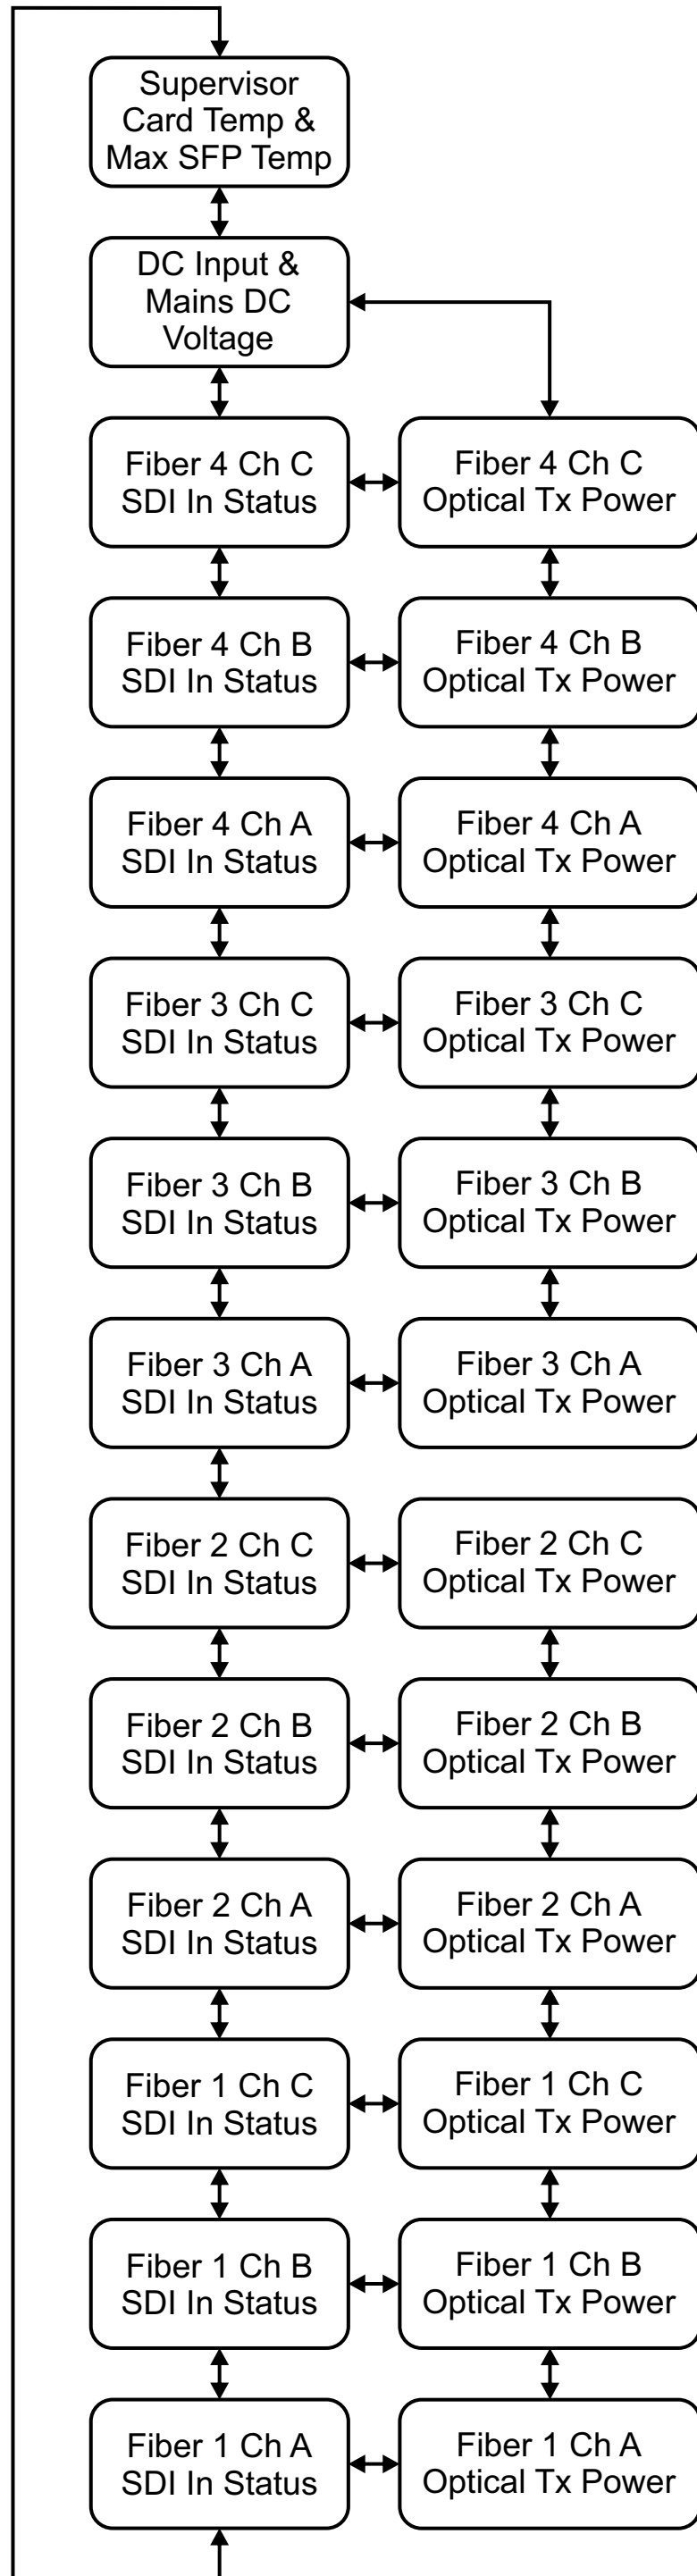 Supervisor
Card Temp &
Max SFP Temp
DC Input &
Mains DC
Voltage
Fiber 4 Ch C
SDI In Status
Fiber 4 Ch C
Optical Tx Power
Fiber 4 Ch B
SDI In Status
Fiber 4 Ch B
Optical Tx Power
Fiber 4 Ch A
SDI In Status
Fiber 4 Ch A
Optical Tx Power
Fiber 3 Ch C
SDI In Status
Fiber 3 Ch C
Optical Tx Power
Fiber 3 Ch B
SDI In Status
Fiber 3 Ch B
Optical Tx Power
Fiber 3 Ch A
SDI In Status
Fiber 3 Ch A
Optical Tx Power
Fiber 2 Ch C
SDI In Status
Fiber 2 Ch C
Optical Tx Power
Fiber 2 Ch B
SDI In Status
Fiber 2 Ch B
Optical Tx Power
Fiber 2 Ch A
SDI In Status
Fiber 2 Ch A
Optical Tx Power
Fiber 1 Ch C
SDI In Status
Fiber 1 Ch C
Optical Tx Power
Fiber 1 Ch B
SDI In Status
Fiber 1 Ch B
Optical Tx Power
Fiber 1 Ch A
SDI In Status
Fiber 1 Ch A
Optical Tx Power